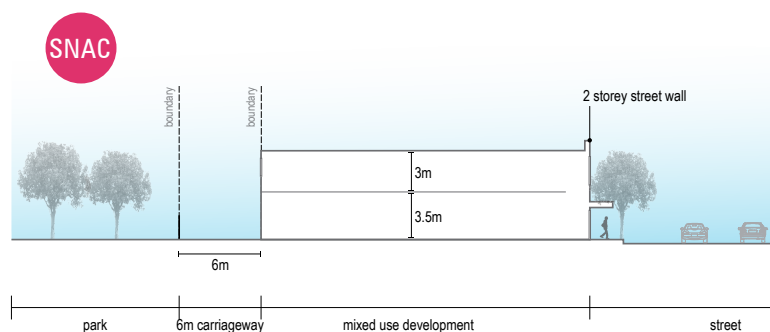 SNAC
boundary
boundary
2 storey street wall
3m
3.5m
6m
park
6m carriageway
mixed use development
street